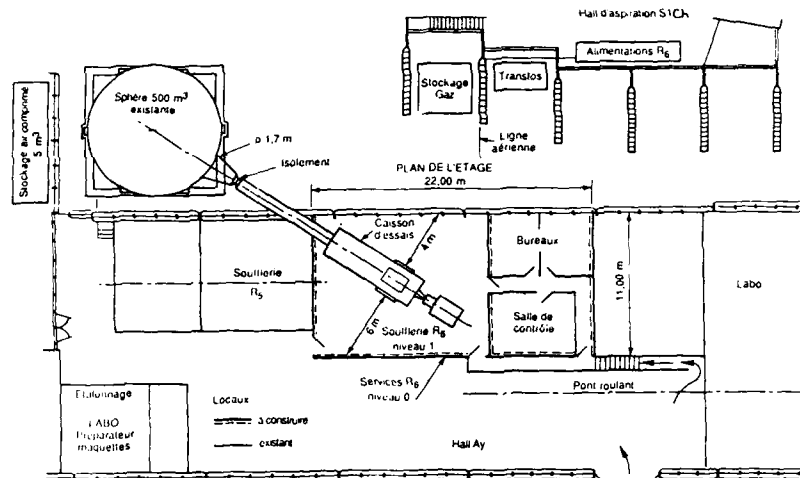 Hall d'aspiration S1Ch
Alimentations R6
Stockage
Gaz
Transfos
Ligne
aérienne
Sphère 500 m³
existante
Stockage air comprimé
5 m³
p 1,7 m
Isolement
PLAN DE L'ETAGE
22,00 m
Caisson
d'essais
4 m
Bureaux
11,00 m
Labo
Soufflerie
R5
6 m
Soufflerie R6
niveau 1
Salle de
contrôle
Services R6
niveau 0
Pont roulant
Etalonnage
LABO
Préparateur
maquettes
Locaux
à construire
existant
Hall Ay